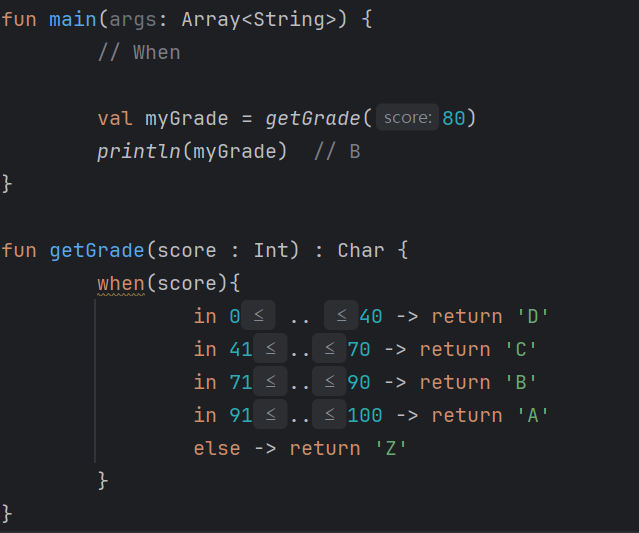 fun main(args: Array<String>) {
// When
val myGrade = getGrade( score: 80)
println(myGrade)  // B
}
fun getGrade(score : Int) : Char {
when(score){
in 0 ≤ .. ≤ 40 -> return 'D'
in 41 ≤ .. ≤ 70 -> return 'C'
in 71 ≤ .. ≤ 90 -> return 'B'
in 91 ≤ .. ≤ 100 -> return 'A'
else -> return 'Z'
}
}